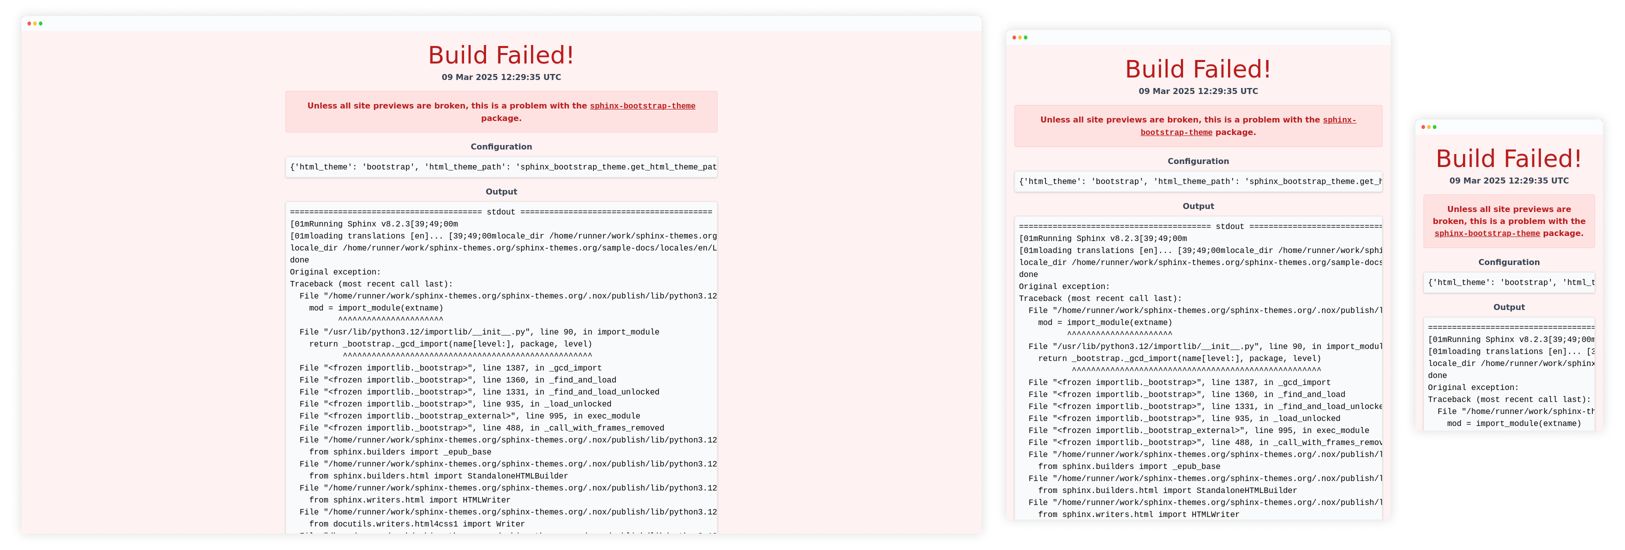 Build Failed!
09 Mar 2025 12:29:35 UTC
Unless all site previews are broken, this is a problem with the sphinx-bootstrap-theme
package.
Configuration
{'html_theme': 'bootstrap', 'html_theme_path': 'sphinx_bootstrap_theme.get_html_theme_pat
Output
======================================== stdout ========================================
[01mRunning Sphinx v8.2.3[39;49;00m
[01mloading translations [en]... [39;49;00mlocale_dir /home/runner/work/sphinx-themes.org
locale_dir /home/runner/work/sphinx-themes.org/sphinx-themes.org/sample-docs/locales/en/L
done
Original exception:
Traceback (most recent call last):
  File "/home/runner/work/sphinx-themes.org/sphinx-themes.org/.nox/publish/lib/python3.12
    mod = import_module(extname)
          ^^^^^^^^^^^^^^^^^^^^^^
  File "/usr/lib/python3.12/importlib/__init__.py", line 90, in import_module
    return _bootstrap._gcd_import(name[level:], package, level)
           ^^^^^^^^^^^^^^^^^^^^^^^^^^^^^^^^^^^^^^^^^^^^^^^^^^^^
  File "<frozen importlib._bootstrap>", line 1387, in _gcd_import
  File "<frozen importlib._bootstrap>", line 1360, in _find_and_load
  File "<frozen importlib._bootstrap>", line 1331, in _find_and_load_unlocked
  File "<frozen importlib._bootstrap>", line 935, in _load_unlocked
  File "<frozen importlib._bootstrap_external>", line 995, in exec_module
  File "<frozen importlib._bootstrap>", line 488, in _call_with_frames_removed
  File "/home/runner/work/sphinx-themes.org/sphinx-themes.org/.nox/publish/lib/python3.12
    from sphinx.builders import _epub_base
  File "/home/runner/work/sphinx-themes.org/sphinx-themes.org/.nox/publish/lib/python3.12
    from sphinx.builders.html import StandaloneHTMLBuilder
  File "/home/runner/work/sphinx-themes.org/sphinx-themes.org/.nox/publish/lib/python3.12
    from sphinx.writers.html import HTMLWriter
  File "/home/runner/work/sphinx-themes.org/sphinx-themes.org/.nox/publish/lib/python3.12
    from docutils.writers.html4css1 import Writer
Build Failed!
09 Mar 2025 12:29:35 UTC
Unless all site previews are broken, this is a problem with the sphinx-
bootstrap-theme package.
Configuration
{'html_theme': 'bootstrap', 'html_theme_path': 'sphinx_bootstrap_theme.get_h
Output
======================================== stdout ============================
[01mRunning Sphinx v8.2.3[39;49;00m
[01mloading translations [en]... [39;49;00mlocale_dir /home/runner/work/sphi
locale_dir /home/runner/work/sphinx-themes.org/sphinx-themes.org/sample-docs
done
Original exception:
Traceback (most recent call last):
  File "/home/runner/work/sphinx-themes.org/sphinx-themes.org/.nox/publish/l
    mod = import_module(extname)
          ^^^^^^^^^^^^^^^^^^^^^^
  File "/usr/lib/python3.12/importlib/__init__.py", line 90, in import_modul
    return _bootstrap._gcd_import(name[level:], package, level)
           ^^^^^^^^^^^^^^^^^^^^^^^^^^^^^^^^^^^^^^^^^^^^^^^^^^^^
  File "<frozen importlib._bootstrap>", line 1387, in _gcd_import
  File "<frozen importlib._bootstrap>", line 1360, in _find_and_load
  File "<frozen importlib._bootstrap>", line 1331, in _find_and_load_unlocke
  File "<frozen importlib._bootstrap>", line 935, in _load_unlocked
  File "<frozen importlib._bootstrap_external>", line 995, in exec_module
  File "<frozen importlib._bootstrap>", line 488, in _call_with_frames_remov
  File "/home/runner/work/sphinx-themes.org/sphinx-themes.org/.nox/publish/l
    from sphinx.builders import _epub_base
  File "/home/runner/work/sphinx-themes.org/sphinx-themes.org/.nox/publish/l
    from sphinx.builders.html import StandaloneHTMLBuilder
  File "/home/runner/work/sphinx-themes.org/sphinx-themes.org/.nox/publish/l
    from sphinx.writers.html import HTMLWriter
Build Failed!
09 Mar 2025 12:29:35 UTC
Unless all site previews are
broken, this is a problem with the
sphinx-bootstrap-theme package.
Configuration
{'html_theme': 'bootstrap', 'html_t
Output
===================================
[01mRunning Sphinx v8.2.3[39;49;00m
[01mloading translations [en]... [3
locale_dir /home/runner/work/sphinx
done
Original exception:
Traceback (most recent call last):
  File "/home/runner/work/sphinx-th
    mod = import_module(extname)